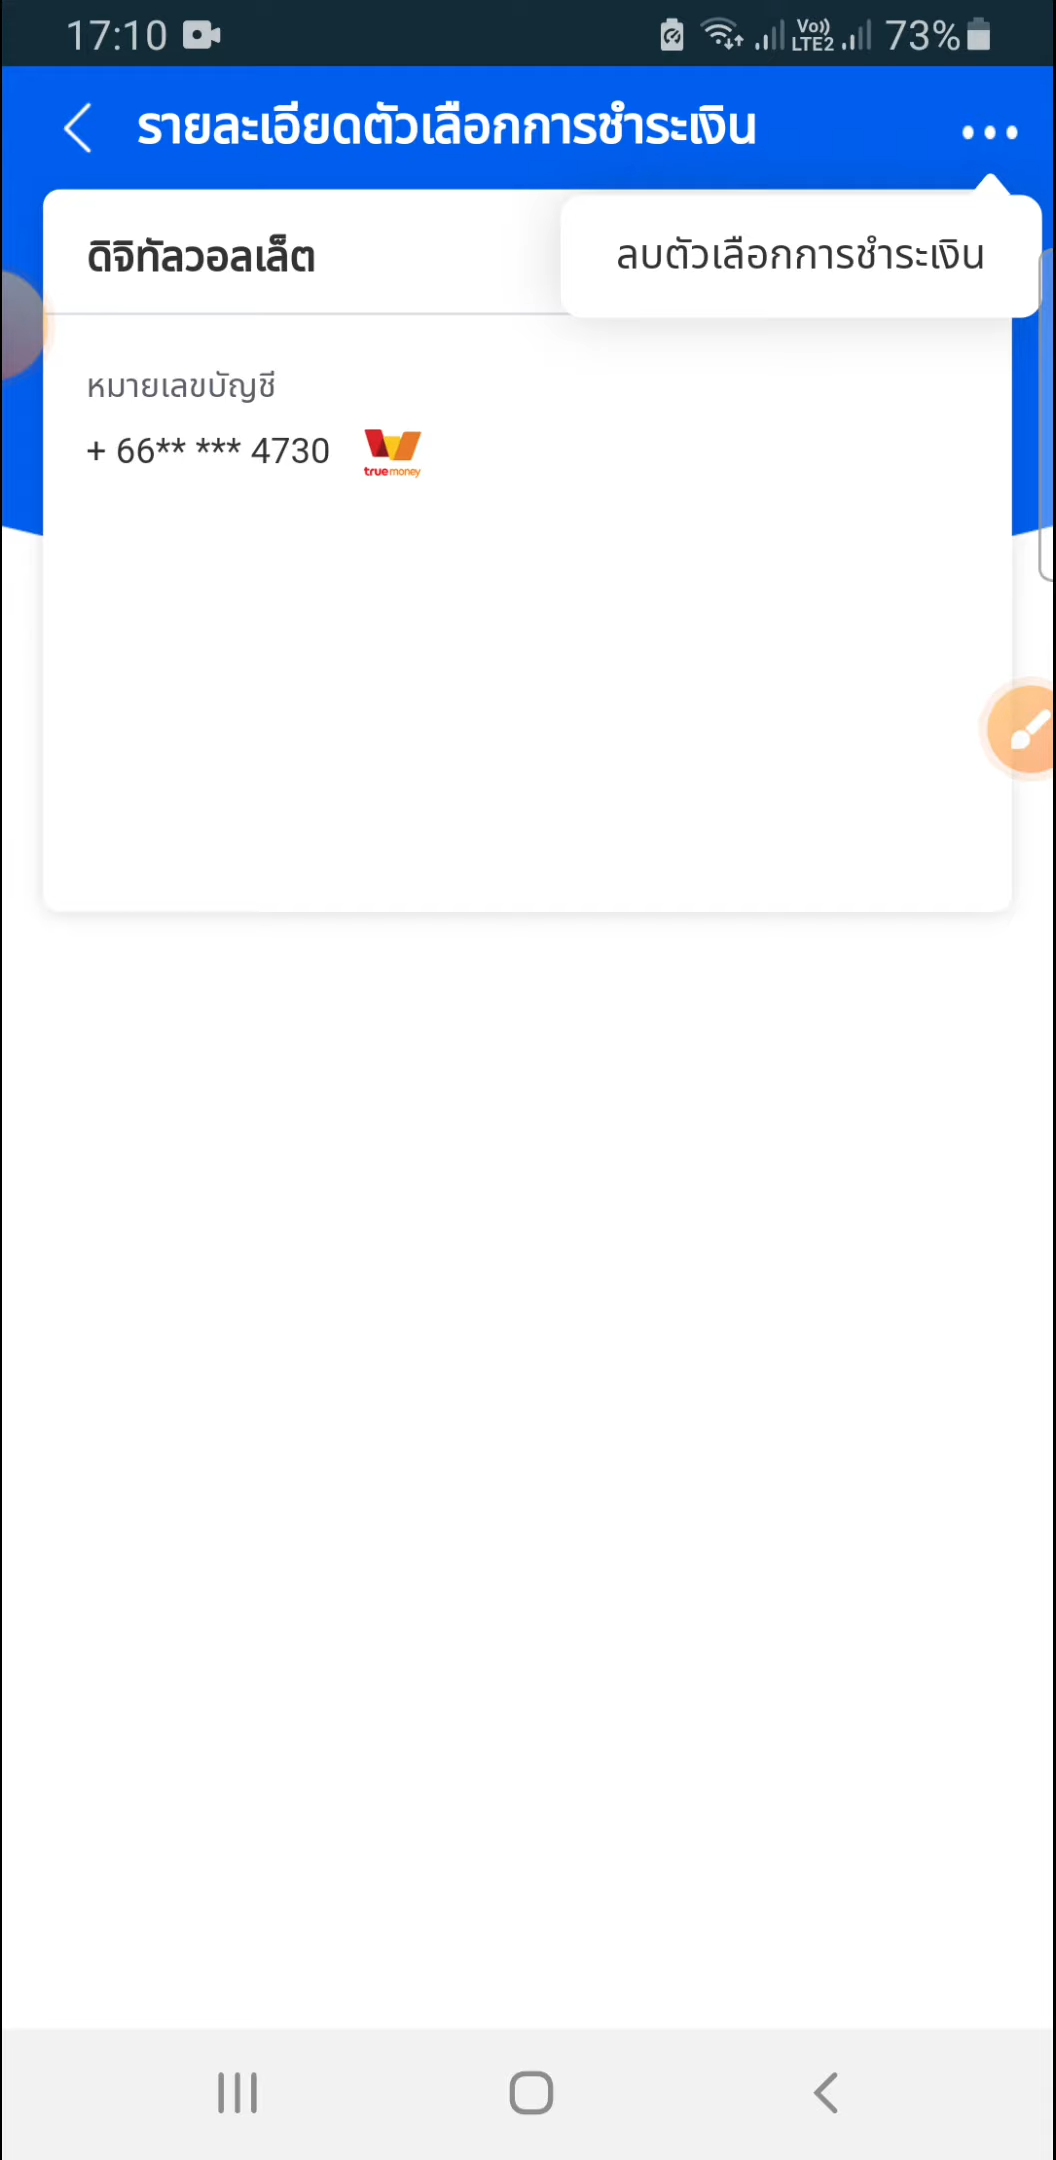 17:10 Vo)) LTE2 73%
รายละเอียดตัวเลือกการชำระเงิน
ดิจิทัลวอลเล็ต
ลบตัวเลือกการชำระเงิน
หมายเลขบัญชี
+ 66** *** 4730
truemoney